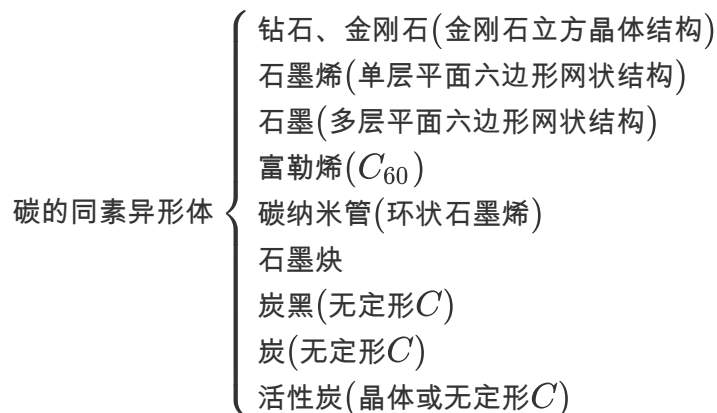 钻石、金刚石(金刚石立方晶体结构)
石墨烯(单层平面六边形网状结构)
石墨(多层平面六边形网状结构)
富勒烯(C₆₀)
碳的同素异形体
碳纳米管(环状石墨烯)
石墨炔
炭黑(无定形C)
炭(无定形C)
活性炭(晶体或无定形C)